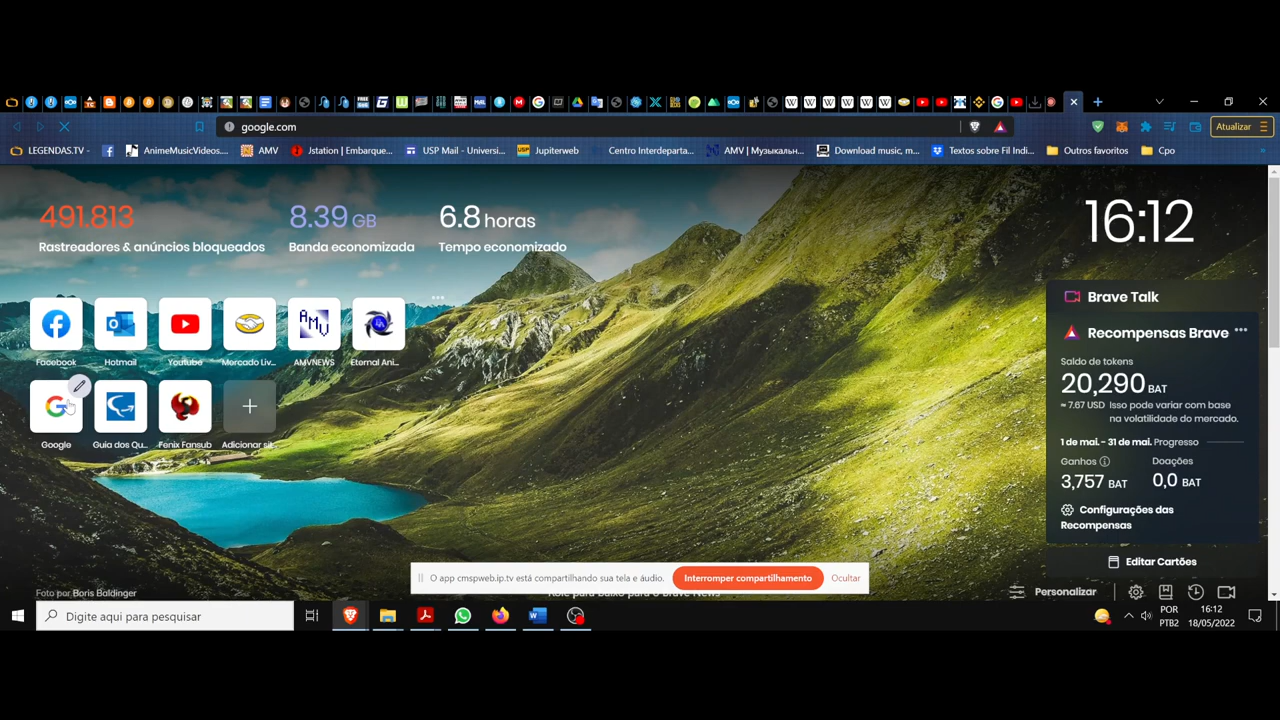 google.com
Atualizar
LEGENDAS.TV -
AnimeMusicVideos...
AMV
Jstation | Embarque...
USP Mail - Universi...
Jupiterweb
Centro Interdeparta...
AMV | Музыкальн...
Download music, m...
Textos sobre Fil Indi...
Outros favoritos
Cpo
491.813
Rastreadores & anúncios bloqueados
8.39 GB
Banda economizada
6.8 horas
Tempo economizado
16:12
Brave Talk
Recompensas Brave
Saldo de tokens
20,290 BAT
≈ 7.67 USD Isso pode variar com base
na volatilidade do mercado.
1 de mai. - 31 de mai. Progresso
Ganhos
Doações
3,757 BAT
0,0 BAT
Configurações das
Recompensas
Editar Cartões
Facebook
Hotmail
Youtube
Mercado Liv...
AMVNEWS
Eternal Ani...
Google
Guia dos Qu...
Fenix Fansub
Adicionar sit...
O app cmspweb.ip.tv está compartilhando sua tela e áudio.
Interromper compartilhamento
Ocultar
Foto por Boris Baldinger
Role para baixo para o Brave News
Personalizar
Digite aqui para pesquisar
POR
PTB2
16:12
18/05/2022